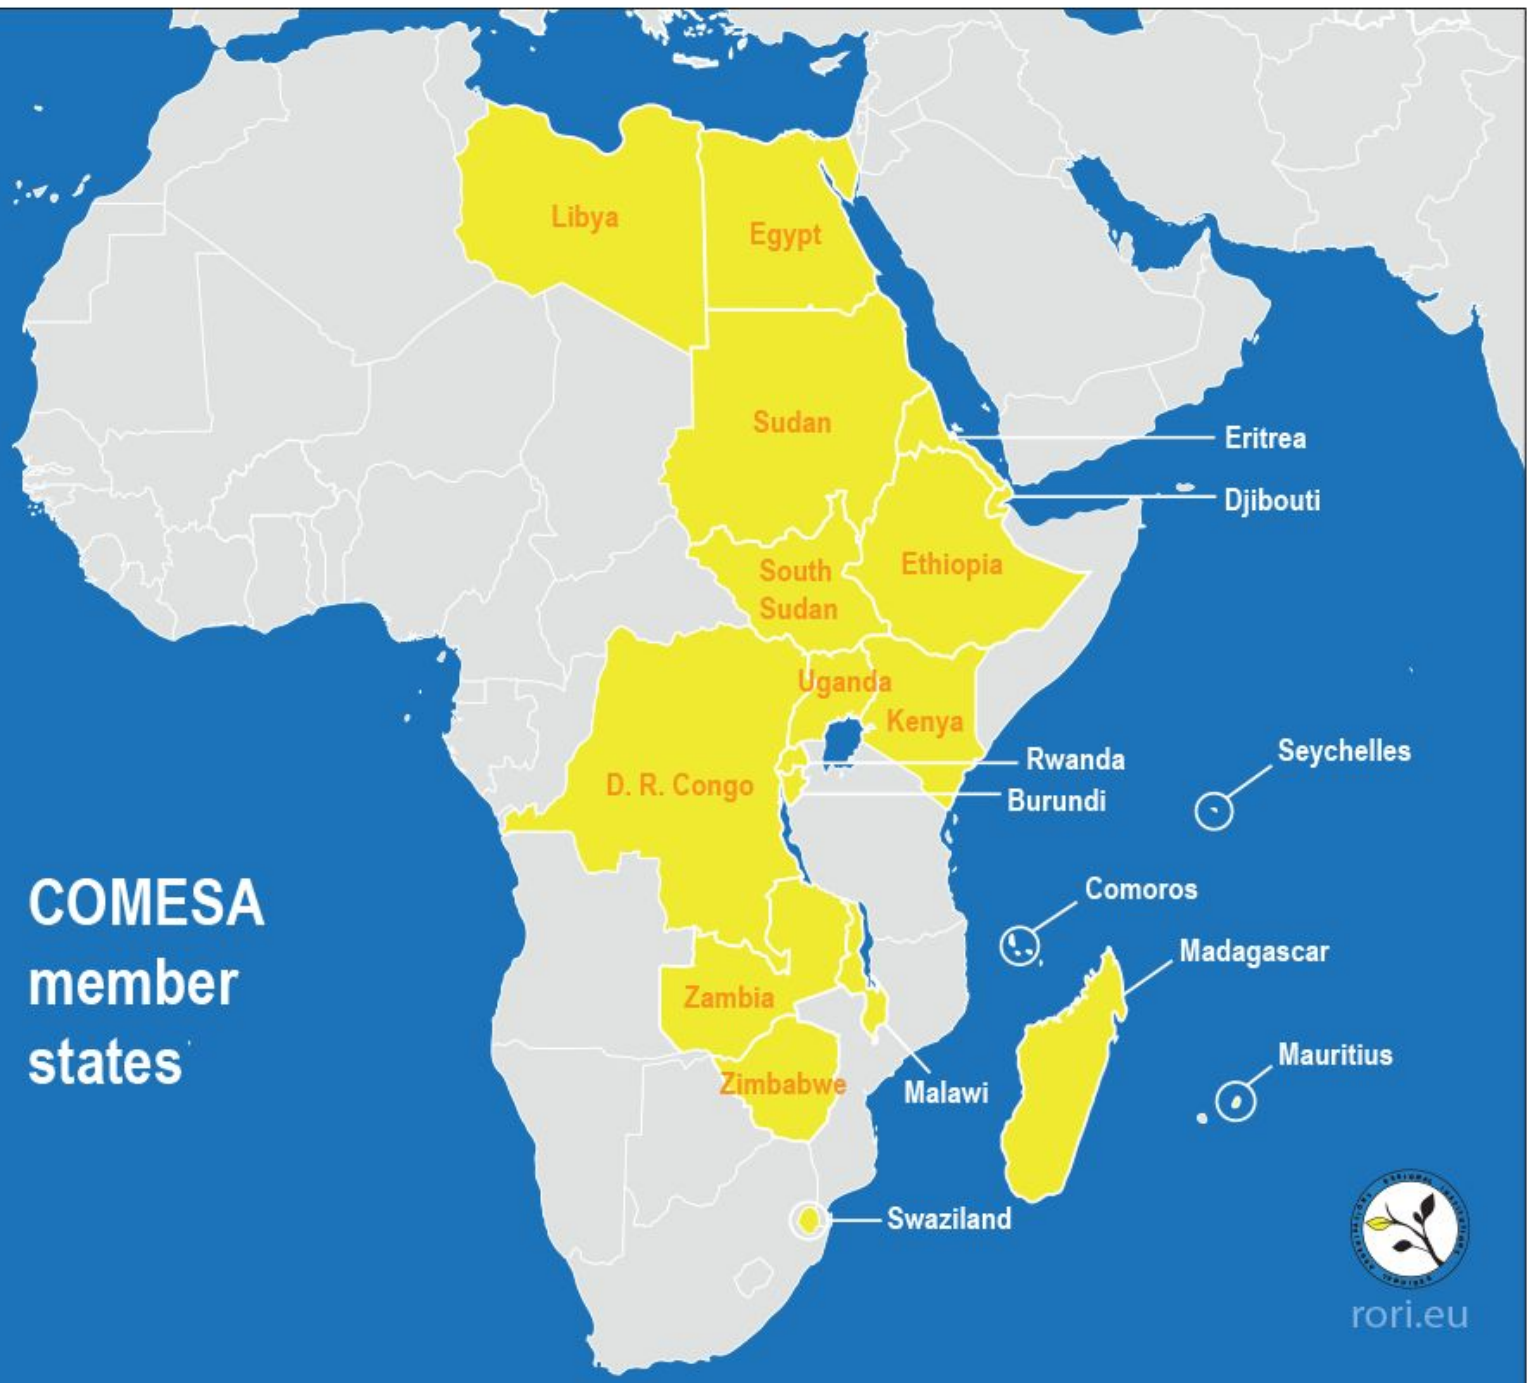 Libya
Egypt
Sudan
Eritrea
Djibouti
South
Sudan
Ethiopia
Uganda
Kenya
Rwanda
Seychelles
D. R. Congo
Burundi
COMESA
member
states
Comoros
Madagascar
Zambia
Mauritius
Zimbabwe
Malawi
Swaziland
rori.eu